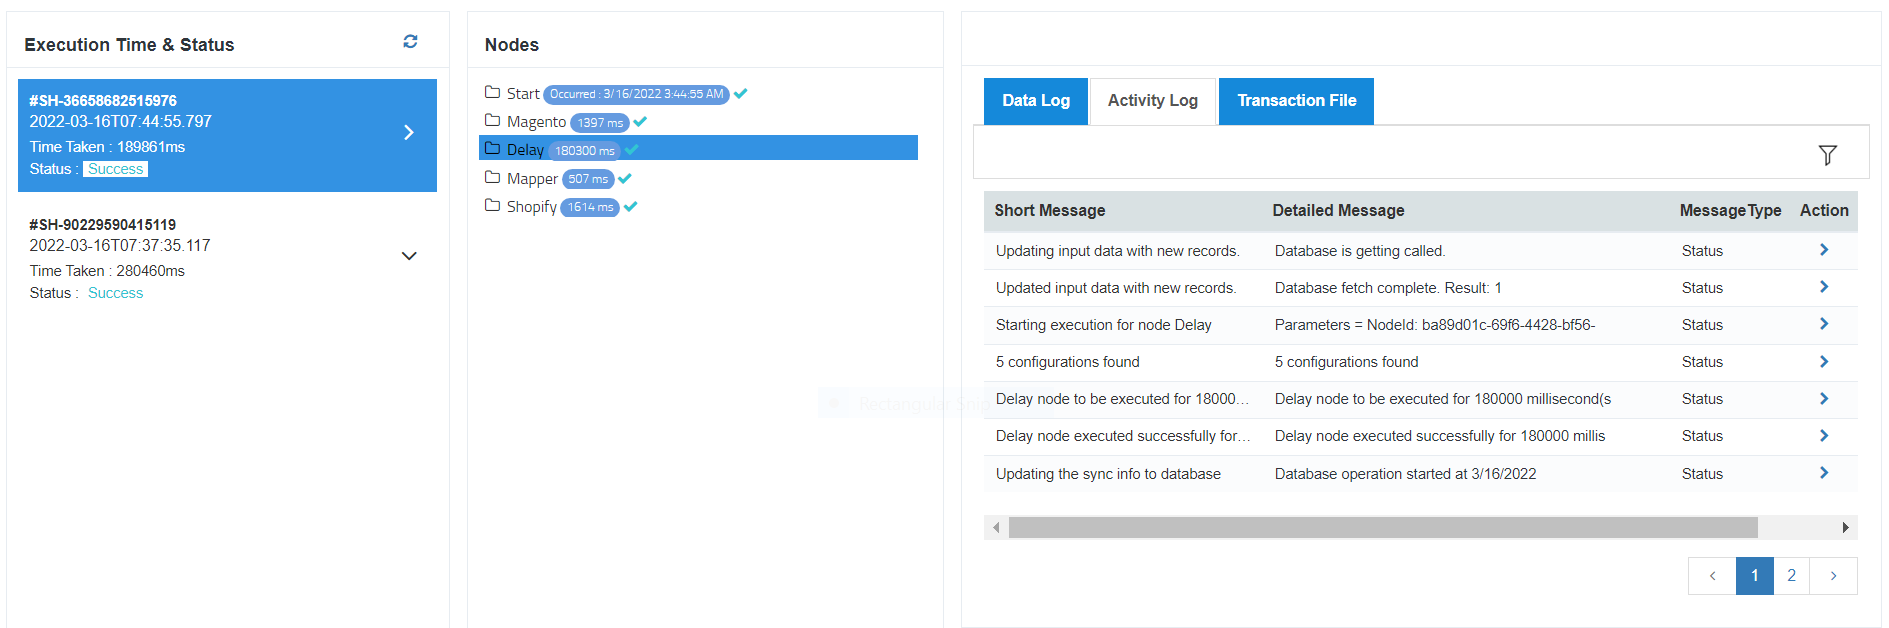 Execution Time & Status
#SH-36658682515976
2022-03-16T07:44:55.797
Time Taken : 189861ms
Status : Success
#SH-90229590415119
2022-03-16T07:37:35.117
Time Taken : 280460ms
Status : Success
Nodes
Start Occurred : 3/16/2022 3:44:55 AM
Magento 1397 ms
Delay 180300 ms
Mapper 507 ms
Shopify 1614 ms
Rectangular Snip
Data Log Activity Log Transaction File
Short Message Detailed Message MessageType Action
Updating input data with new records. Database is getting called. Status
Updated input data with new records. Database fetch complete. Result: 1 Status
Starting execution for node Delay Parameters = NodeId: ba89d01c-69f6-4428-bf56- Status
5 configurations found 5 configurations found Status
Delay node to be executed for 18000... Delay node to be executed for 180000 millisecond(s Status
Delay node executed successfully for... Delay node executed successfully for 180000 millis Status
Updating the sync info to database Database operation started at 3/16/2022 Status
1 2